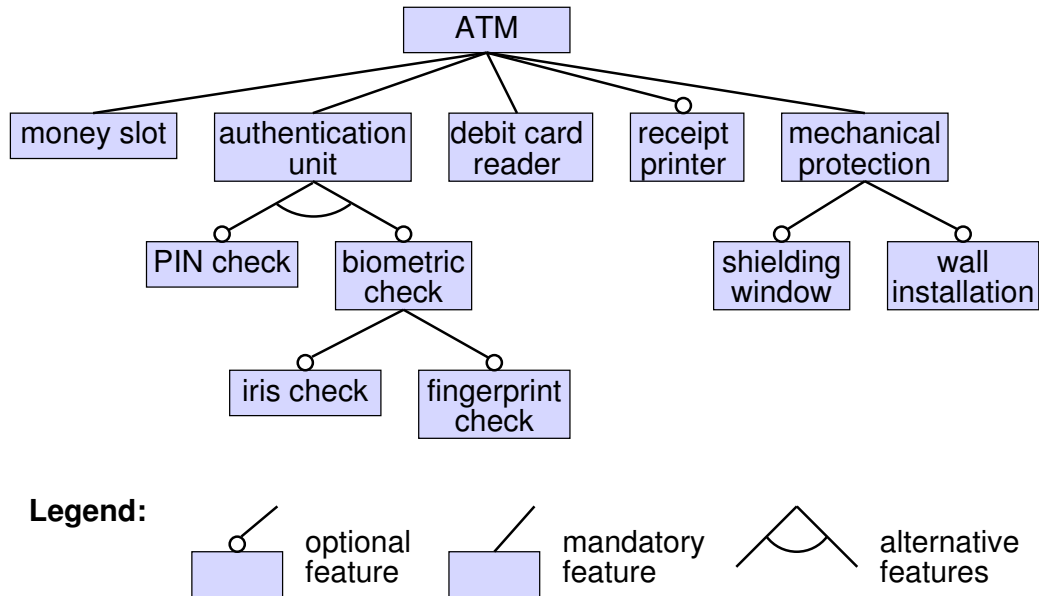 ATM
money slot
authentication
unit
debit card
reader
receipt
printer
mechanical
protection
PIN check
biometric
check
shielding
window
wall
installation
iris check
fingerprint
check
Legend:
optional
feature
mandatory
feature
alternative
features